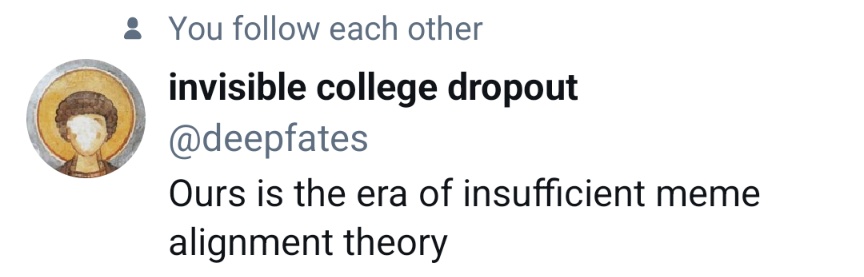 You follow each other
invisible college dropout
@deepfates
Ours is the era of insufficient meme
alignment theory